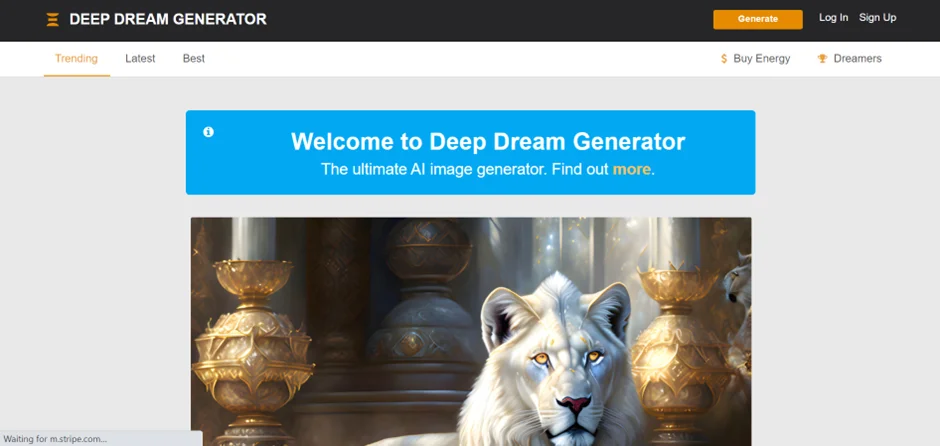 DEEP DREAM GENERATOR
Generate
Log In
Sign Up
Trending
Latest
Best
$ Buy Energy
Dreamers
Welcome to Deep Dream Generator
The ultimate AI image generator. Find out more.
Waiting for m.stripe.com...